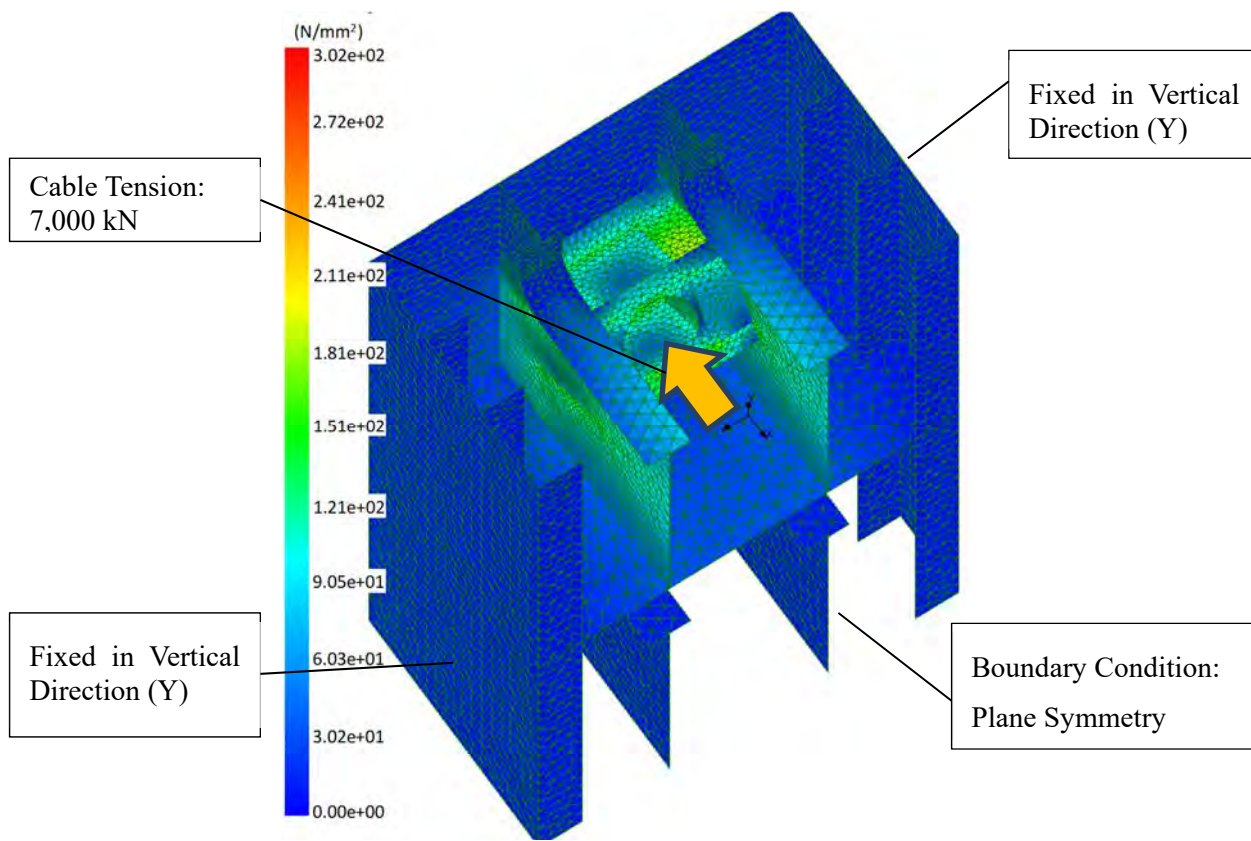 (N/mm²)
3.02e+02
2.72e+02
2.41e+02
2.11e+02
1.81e+02
1.51e+02
1.21e+02
9.05e+01
6.03e+01
3.02e+01
0.00e+00
Cable Tension:
7,000 kN
Fixed in Vertical
Direction (Y)
Fixed in Vertical
Direction (Y)
Boundary Condition:
Plane Symmetry